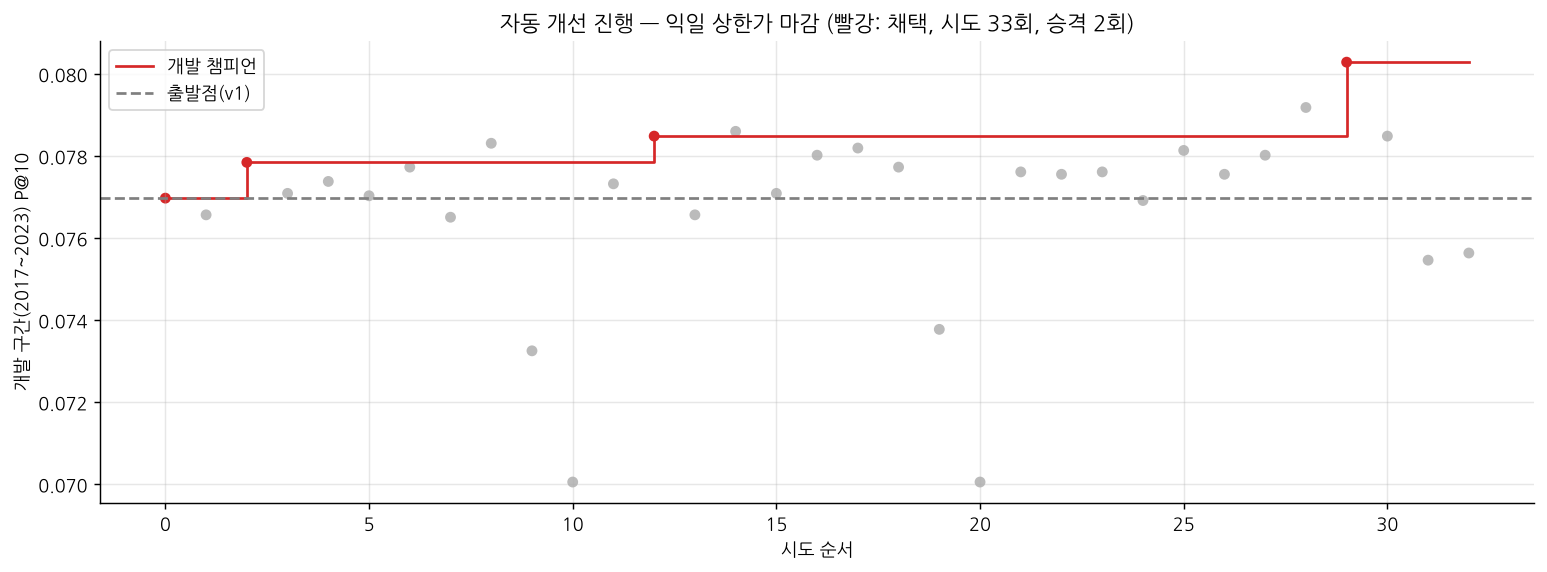 자동 개선 진행 — 익일 상한가 마감 (빨강: 채택, 시도 33회, 승격 2회)
개발 챔피언
출발점(v1)
개발 구간(2017~2023) P@10
0.080
0.078
0.076
0.074
0.072
0.070
0
5
10
15
20
25
30
시도 순서